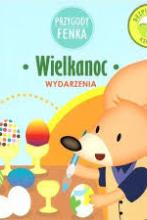 PRZYGODY
FENKA
• Wielkanoc •
WYDARZENIA